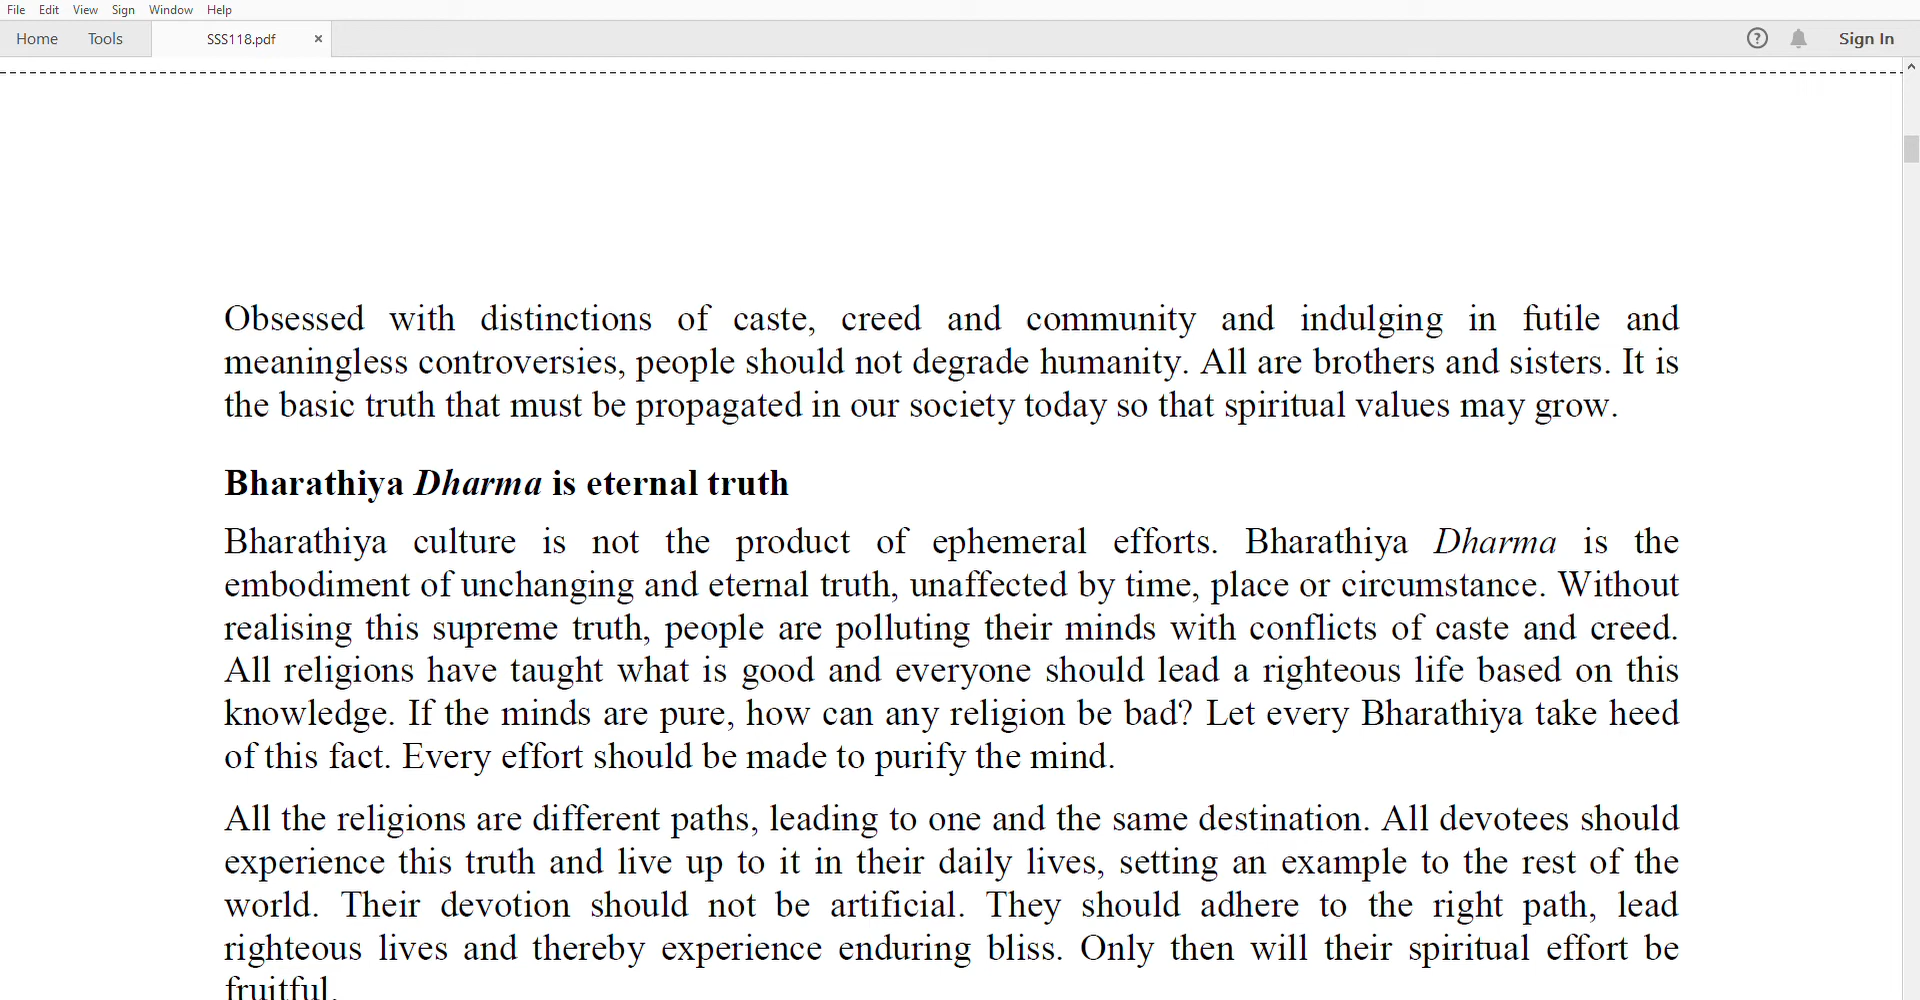 File Edit View Sign Window Help
Home Tools SSS118.pdf × ? Sign In
Obsessed with distinctions of caste, creed and community and indulging in futile and
meaningless controversies, people should not degrade humanity. All are brothers and sisters. It is
the basic truth that must be propagated in our society today so that spiritual values may grow.
Bharathiya Dharma is eternal truth
Bharathiya culture is not the product of ephemeral efforts. Bharathiya Dharma is the
embodiment of unchanging and eternal truth, unaffected by time, place or circumstance. Without
realising this supreme truth, people are polluting their minds with conflicts of caste and creed.
All religions have taught what is good and everyone should lead a righteous life based on this
knowledge. If the minds are pure, how can any religion be bad? Let every Bharathiya take heed
of this fact. Every effort should be made to purify the mind.
All the religions are different paths, leading to one and the same destination. All devotees should
experience this truth and live up to it in their daily lives, setting an example to the rest of the
world. Their devotion should not be artificial. They should adhere to the right path, lead
righteous lives and thereby experience enduring bliss. Only then will their spiritual effort be
fruitful.